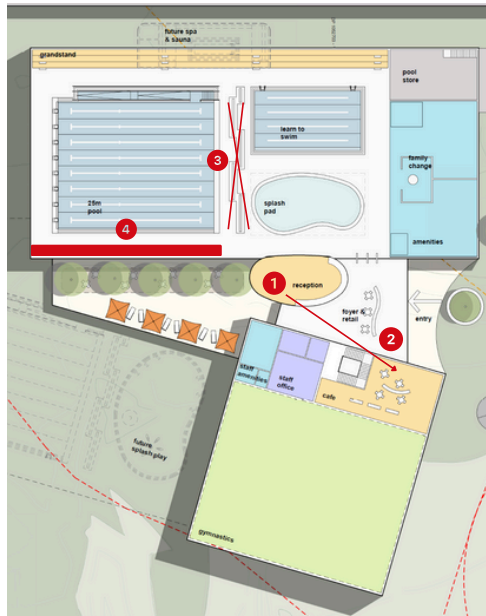 future spa
& sauna
grandstand
pool
store
learn to
swim
3
family
change
25m
pool
splash
pad
4
amenities
1
reception
foyer &
retail
entry
2
staff
amenities
staff
office
cafe
future
splash play
gymnastics